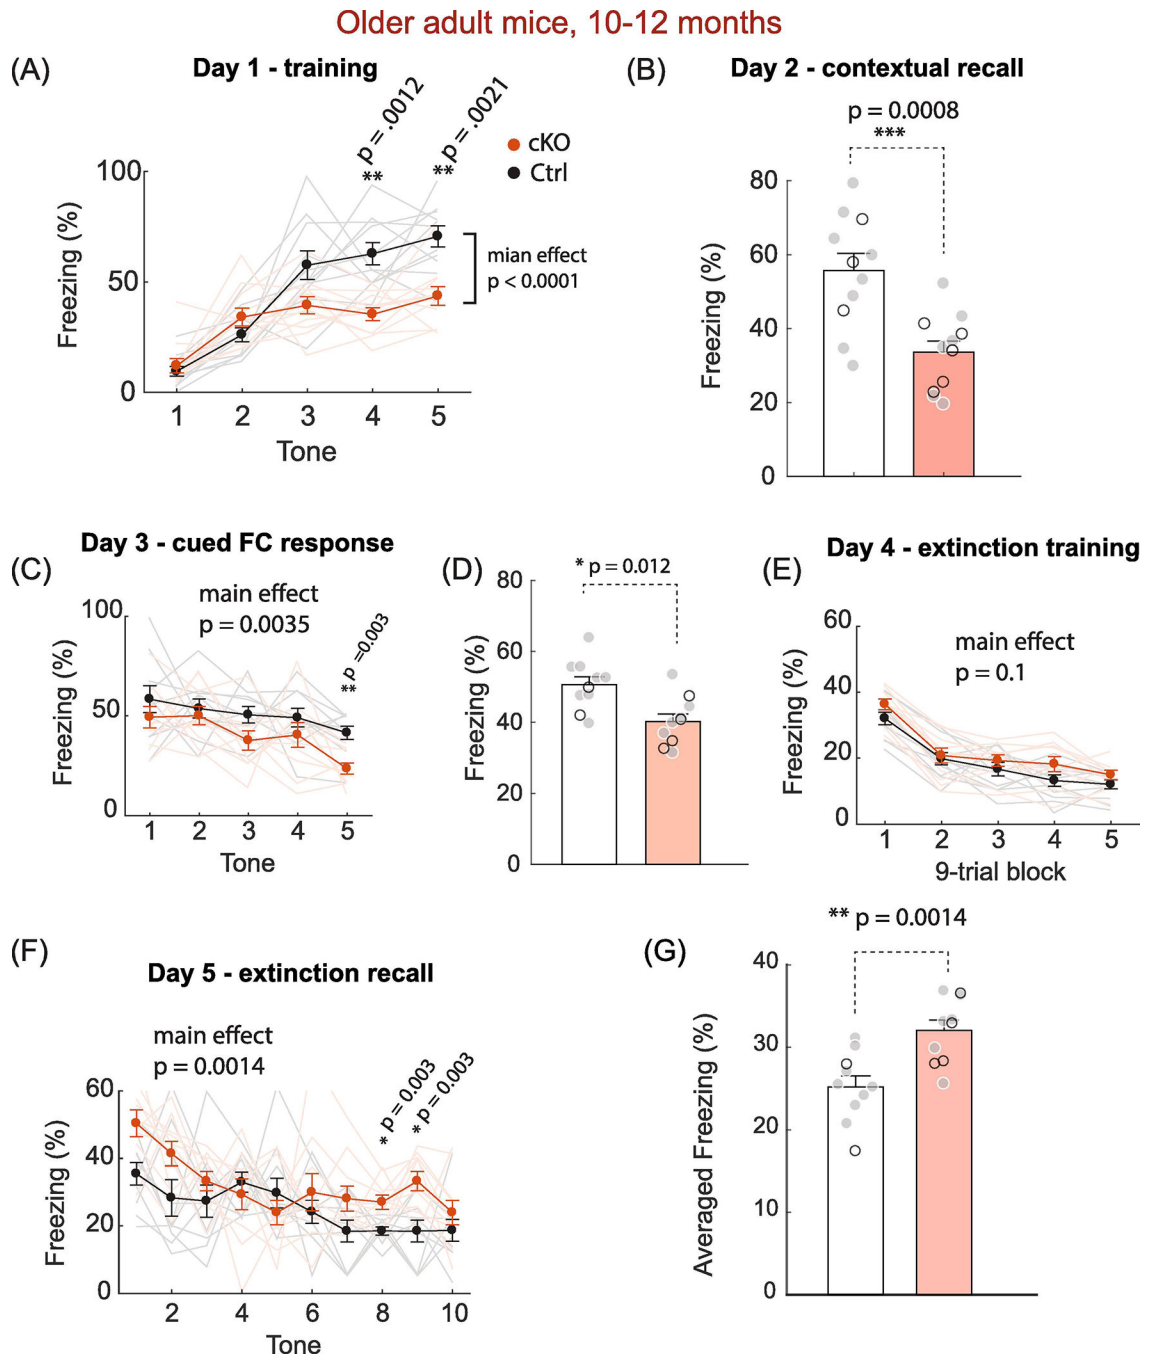 Older adult mice, 10-12 months
(A)
Day 1 - training
p = .0012
**
p = .0021
**
cKO
Ctrl
mian effect
p < 0.0001
Freezing (%)
100
50
0
1 2 3 4 5
Tone
(B)
Day 2 - contextual recall
p = 0.0008
***
Freezing (%)
80
60
40
20
0
(C)
Day 3 - cued FC response
main effect
p = 0.0035
** p =0.003
Freezing (%)
100
50
0
1 2 3 4 5
Tone
(D)
* p = 0.012
Freezing (%)
80
60
40
20
0
(E)
Day 4 - extinction training
main effect
p = 0.1
Freezing (%)
60
40
20
0
1 2 3 4 5
9-trial block
(F)
Day 5 - extinction recall
main effect
p = 0.0014
* p = 0.003
* p = 0.003
Freezing (%)
60
40
20
0
2 4 6 8 10
Tone
(G)
** p = 0.0014
Averaged Freezing (%)
40
30
20
10
0